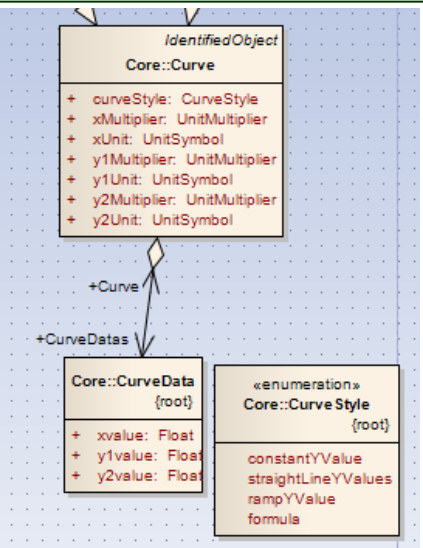 IdentifiedObject
Core::Curve
+ curveStyle: CurveStyle
+ xMultiplier: UnitMultiplier
+ xUnit: UnitSymbol
+ y1Multiplier: UnitMultiplier
+ y1Unit: UnitSymbol
+ y2Multiplier: UnitMultiplier
+ y2Unit: UnitSymbol
+Curve
+CurveDatas
Core::CurveData
{root}
+ xvalue: Float
+ y1value: Float
+ y2value: Float
«enumeration»
Core::CurveStyle
{root}
constantYValue
straightLineYValues
rampYValue
formula